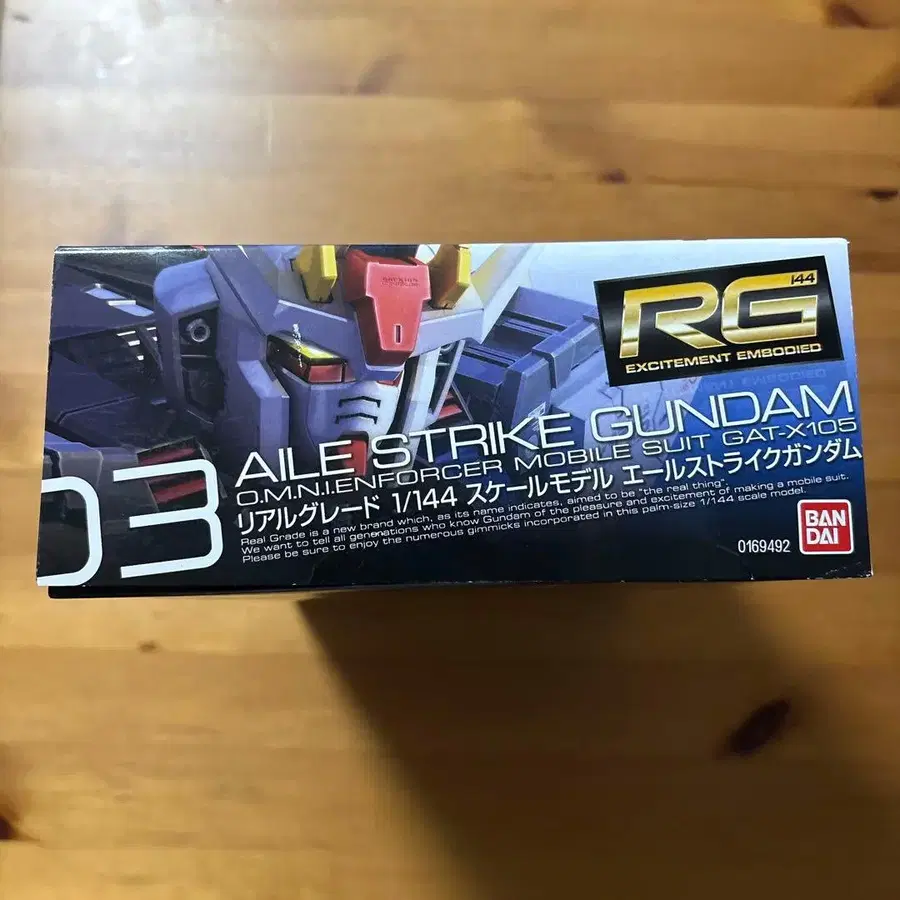 144
RG
EXCITEMENT EMBODIED
03
AILE STRIKE GUNDAM
O.M.N.I.ENFORCER MOBILE SUIT GAT-X105
リアルグレード 1/144 スケールモデル エールストライクガンダム
Real Grade is a new brand which, as its name indicates, aimed to be "the real thing".
We want to tell all generations who know Gundam of the pleasure and excitement of making a mobile suit.
Please be sure to enjoy the numerous gimmicks incorporated in this palm-size 1/144 scale model.
0169492
BAN
DAI